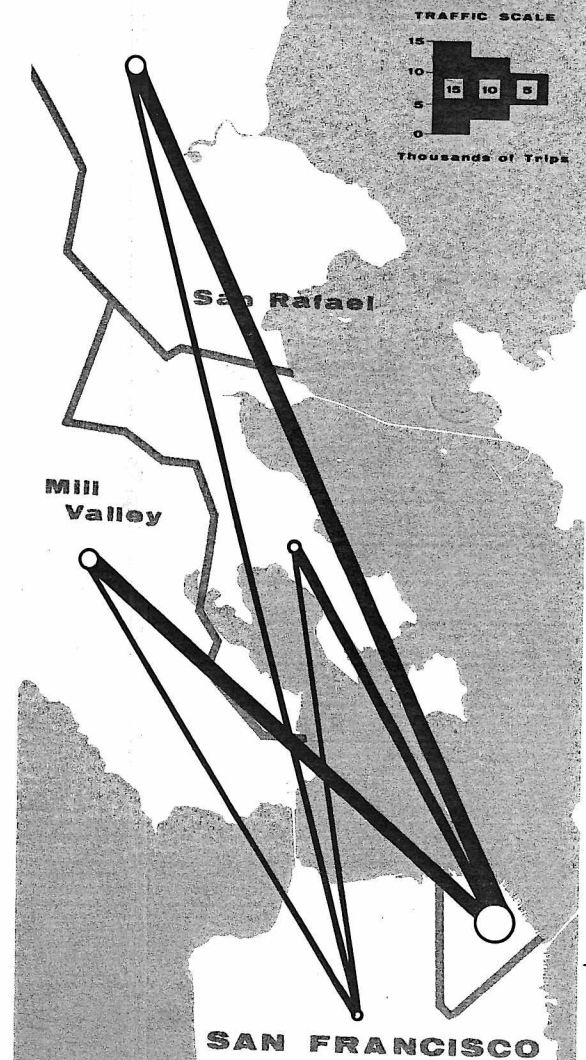 TRAFFIC SCALE
15
10
5
0
15 10 5
Thousands of Trips
San Rafael
Mill
Valley
SAN FRANCISCO